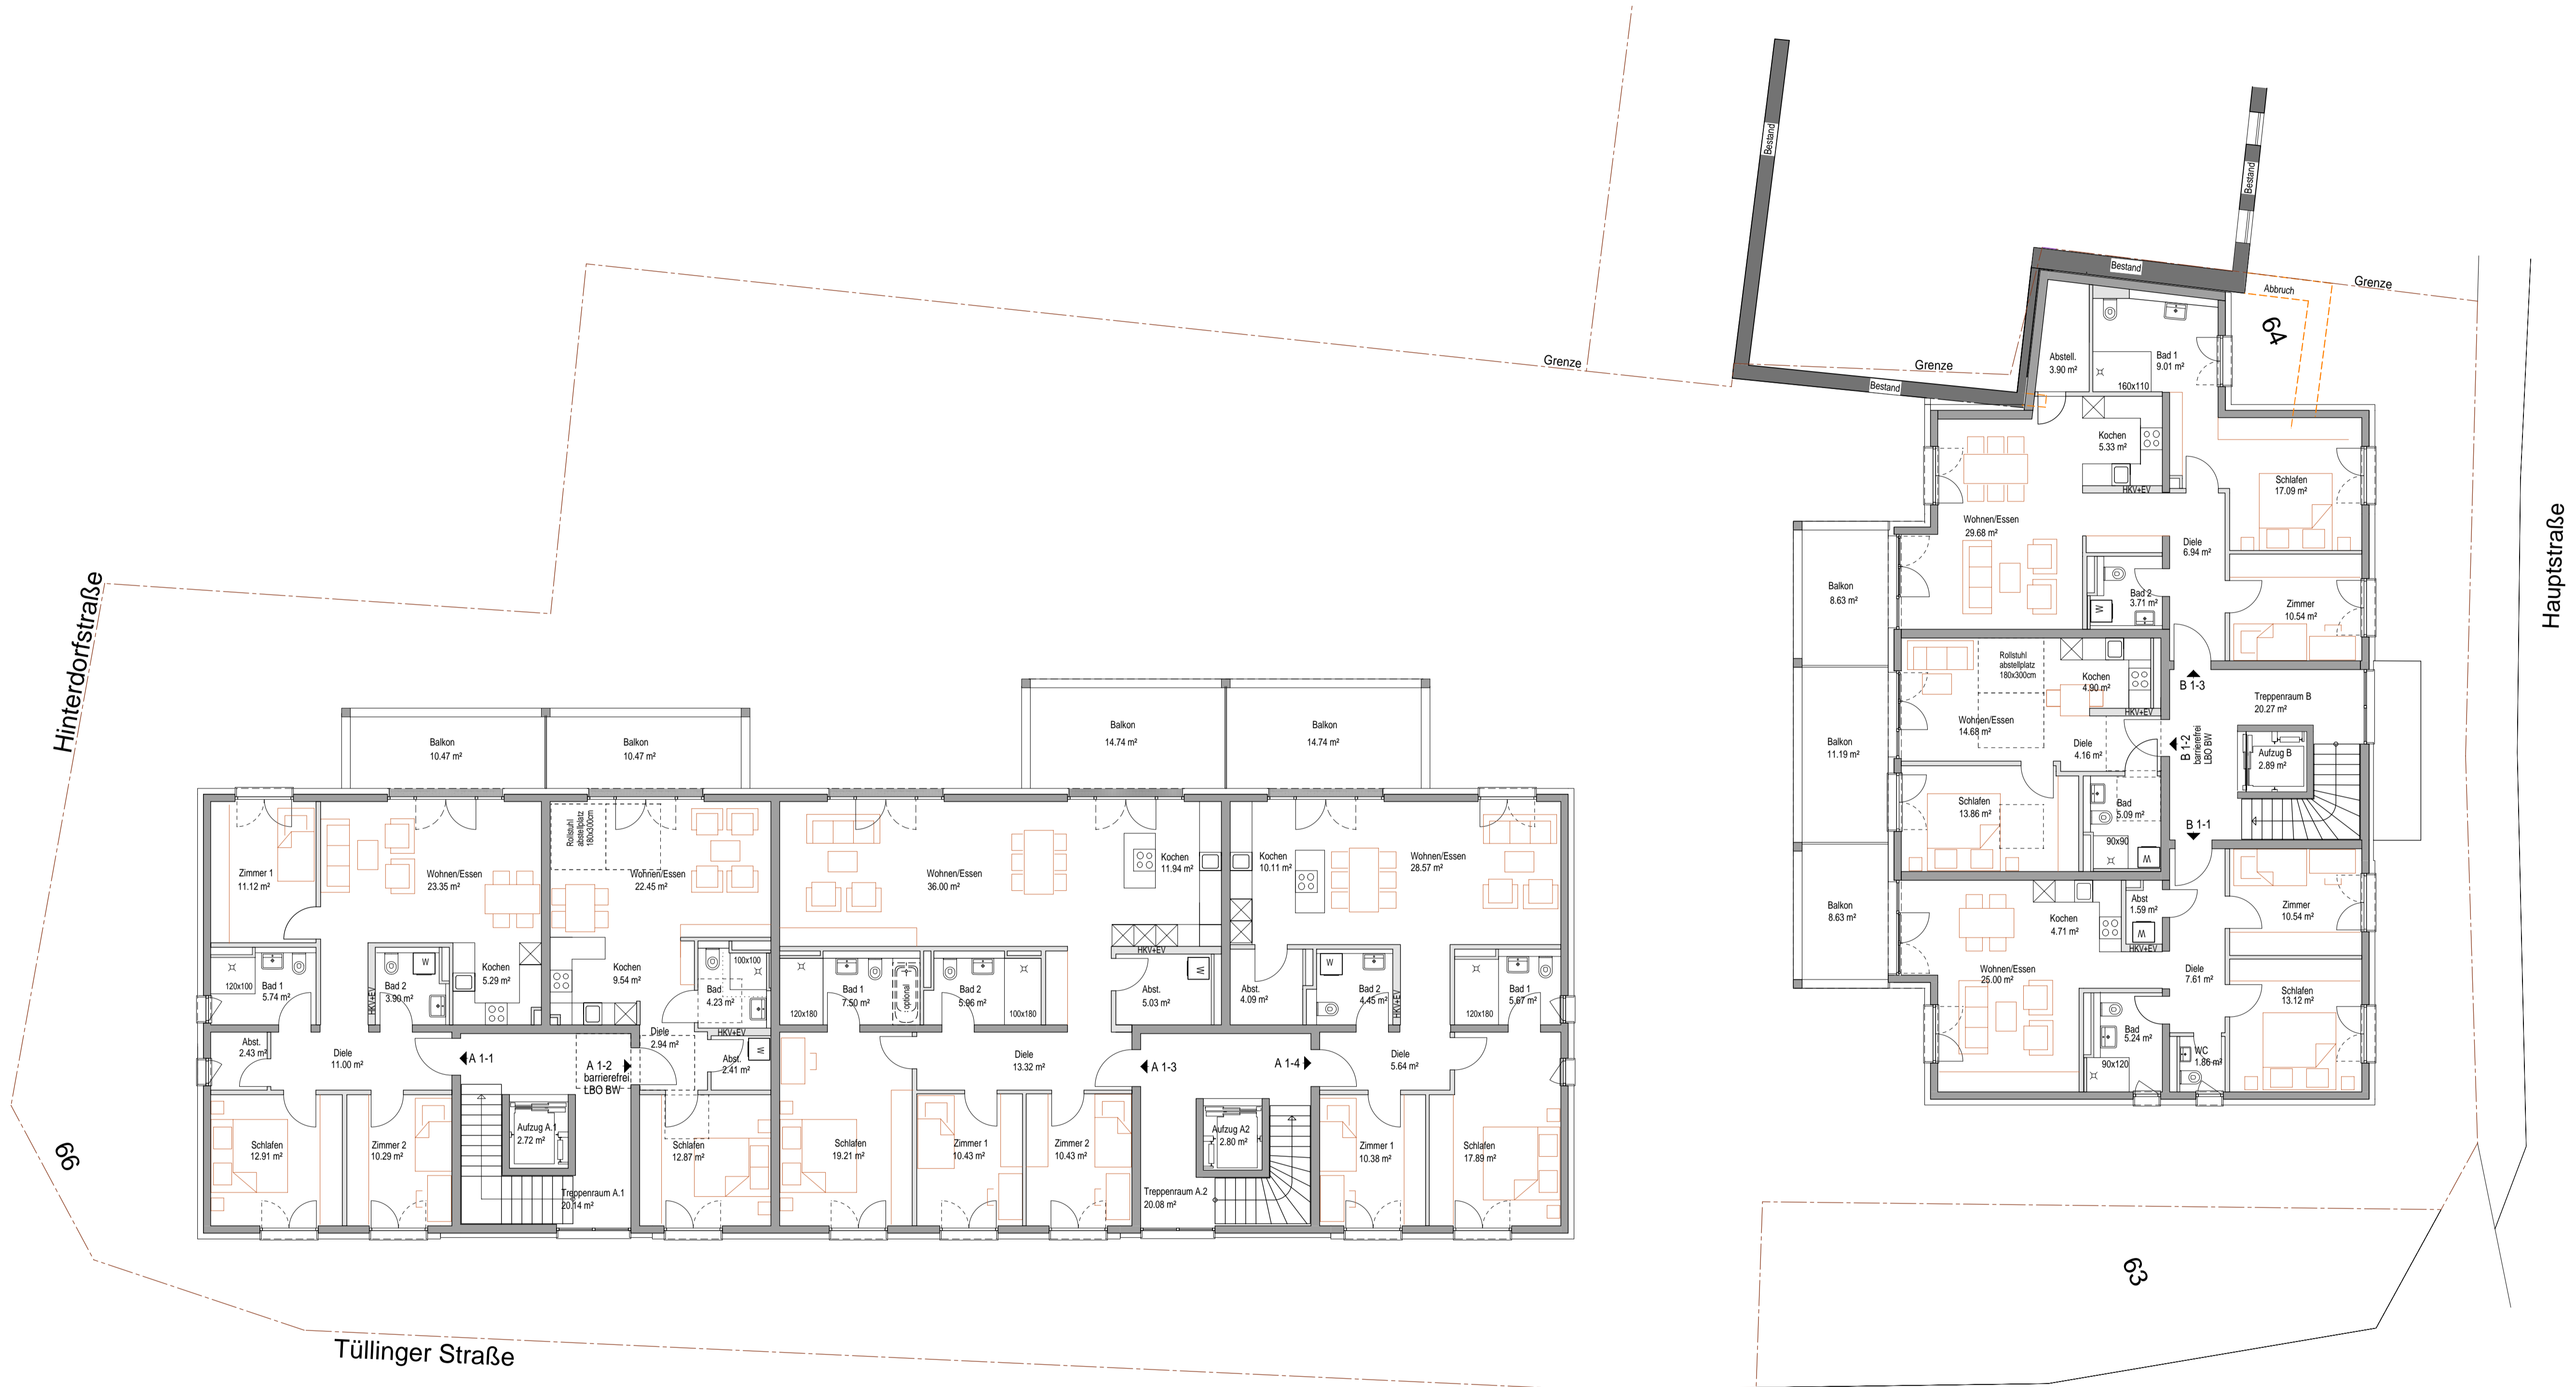 Hinterdorfstraße
Tüllinger Straße
Hauptstraße
66
64
63
Grenze
Grenze
Grenze
Bestand
Bestand
Bestand
Bestand
Abbruch
Balkon
10.47 m²
Balkon
10.47 m²
Balkon
14.74 m²
Balkon
14.74 m²
Zimmer 1
11.12 m²
Wohnen/Essen
23.35 m²
120x100
Bad 1
5.74 m²
Bad 2
3.90 m²
HKV+EV
W
Kochen
5.29 m²
Abst.
2.43 m²
Diele
11.00 m²
A 1-1
Schlafen
12.91 m²
Zimmer 2
10.29 m²
Aufzug A.1
2.72 m²
Treppenraum A.1
20.14 m²
Rollstuhl
abstellplatz
180x300cm
Wohnen/Essen
22.45 m²
Kochen
9.54 m²
100x100
Bad
4.23 m²
HKV+EV
Diele
2.94 m²
Abst.
2.41 m²
W
A 1-2
barrierefrei
LBO BW
Schlafen
12.87 m²
Wohnen/Essen
36.00 m²
Kochen
11.94 m²
HKV+EV
120x180
Bad 1
7.50 m²
optional
Bad 2
5.96 m²
100x180
Abst.
5.03 m²
W
Diele
13.32 m²
A 1-3
Schlafen
19.21 m²
Zimmer 1
10.43 m²
Zimmer 2
10.43 m²
Treppenraum A.2
20.08 m²
Aufzug A2
2.80 m²
Kochen
10.11 m²
Wohnen/Essen
28.57 m²
Abst.
4.09 m²
W
Bad 2
4.45 m²
HKV+EV
120x180
Bad 1
5.67 m²
A 1-4
Diele
5.64 m²
Zimmer 1
10.38 m²
Schlafen
17.89 m²
Abstell.
3.90 m²
Bad 1
9.01 m²
160x110
Kochen
5.33 m²
HKV+EV
Schlafen
17.09 m²
Wohnen/Essen
29.68 m²
Diele
6.94 m²
Balkon
8.63 m²
Bad 2
3.71 m²
W
Zimmer
10.54 m²
B 1-3
Rollstuhl
abstellplatz
180x300cm
Kochen
4.90 m²
HKV+EV
Wohnen/Essen
14.68 m²
Diele
4.16 m²
Balkon
11.19 m²
B 1-2
barrierefrei
LBO BW
Treppenraum B
20.27 m²
Aufzug B
2.89 m²
Schlafen
13.86 m²
Bad
5.09 m²
90x90
W
B 1-1
Balkon
8.63 m²
Kochen
4.71 m²
Abst
1.59 m²
W
HKV+EV
Zimmer
10.54 m²
Wohnen/Essen
25.00 m²
Diele
7.61 m²
Schlafen
13.12 m²
Bad
5.24 m²
90x120
WC
1.86 m²